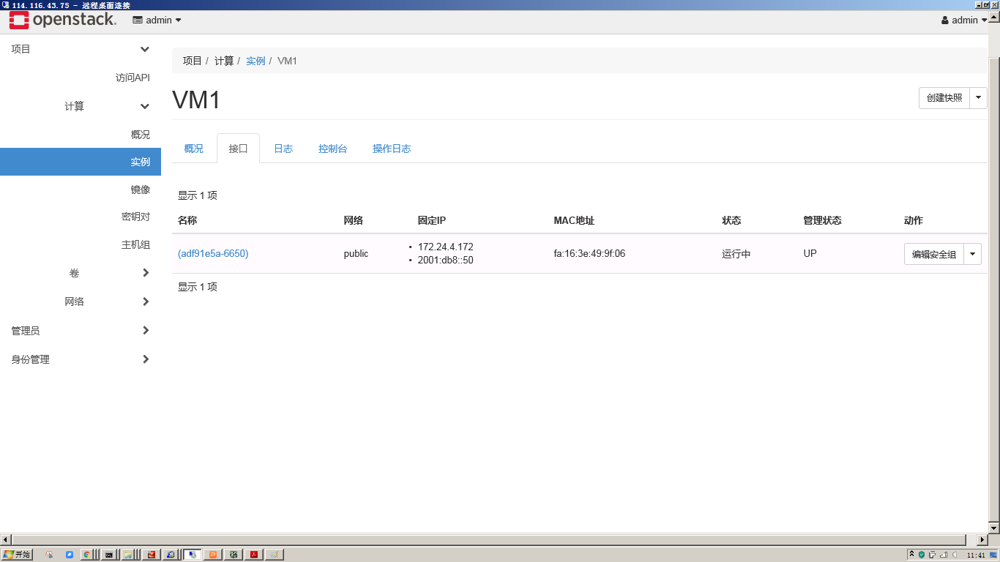 114.116.43.75 - 远程桌面连接
openstack. admin admin
项目
访问API
计算
概况
实例
镜像
密钥对
主机组
卷
网络
管理员
身份管理
项目 / 计算 / 实例 / VM1
VM1
创建快照
概况 接口 日志 控制台 操作日志
显示 1 项
名称 网络 固定IP MAC地址 状态 管理状态 动作
(adf91e5a-6650) public • 172.24.4.172 fa:16:3e:49:9f:06 运行中 UP 编辑安全组
• 2001:db8::50
显示 1 项
开始 11:41